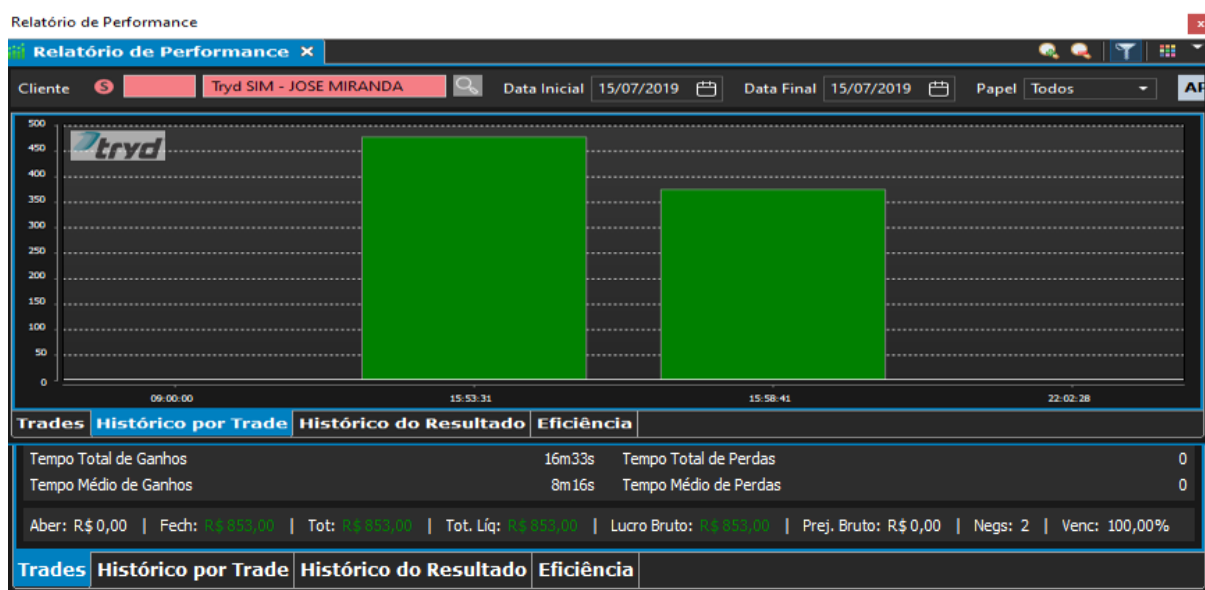 Relatório de Performance
x
Relatório de Performance ×
Cliente S Tryd SIM - JOSE MIRANDA Data Inicial 15/07/2019 Data Final 15/07/2019 Papel Todos
tryd
500
450
400
350
300
250
200
150
100
50
0
09:00:00 15:53:31 15:58:41 22:02:28
Trades Histórico por Trade Histórico do Resultado Eficiência
Tempo Total de Ganhos 16m33s Tempo Total de Perdas 0
Tempo Médio de Ganhos 8m16s Tempo Médio de Perdas 0
Aber: R$ 0,00 | Fech: R$ 853,00 | Tot: R$ 853,00 | Tot. Líq: R$ 853,00 | Lucro Bruto: R$ 853,00 | Prej. Bruto: R$ 0,00 | Negs: 2 | Venc: 100,00%
Trades Histórico por Trade Histórico do Resultado Eficiência